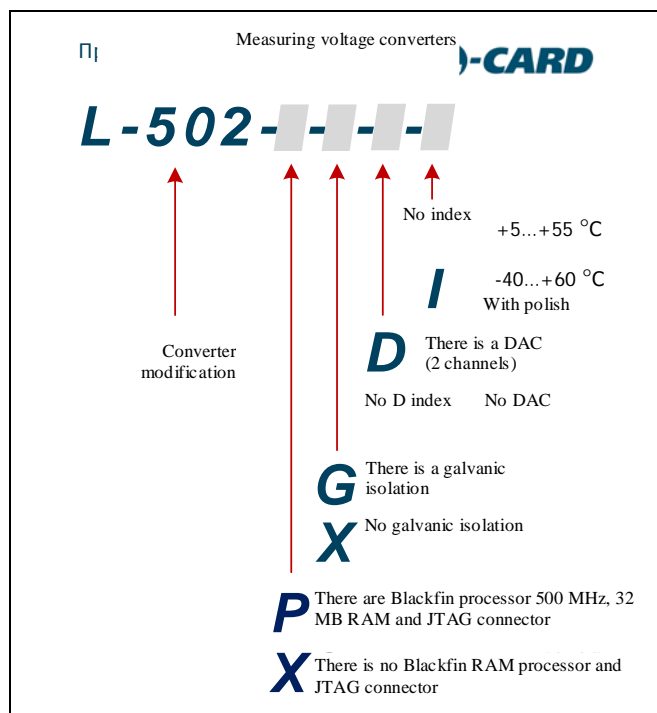 Measuring voltage converters
-CARD
L-502- - - -
No index
+5...+55 °C
I
-40...+60 °C
With polish
D
There is a DAC
(2 channels)
Converter
modification
No D index No DAC
G
There is a galvanic
isolation
X
No galvanic isolation
P
There are Blackfin processor 500 MHz, 32
MB RAM and JTAG connector
X
There is no Blackfin RAM processor and
JTAG connector